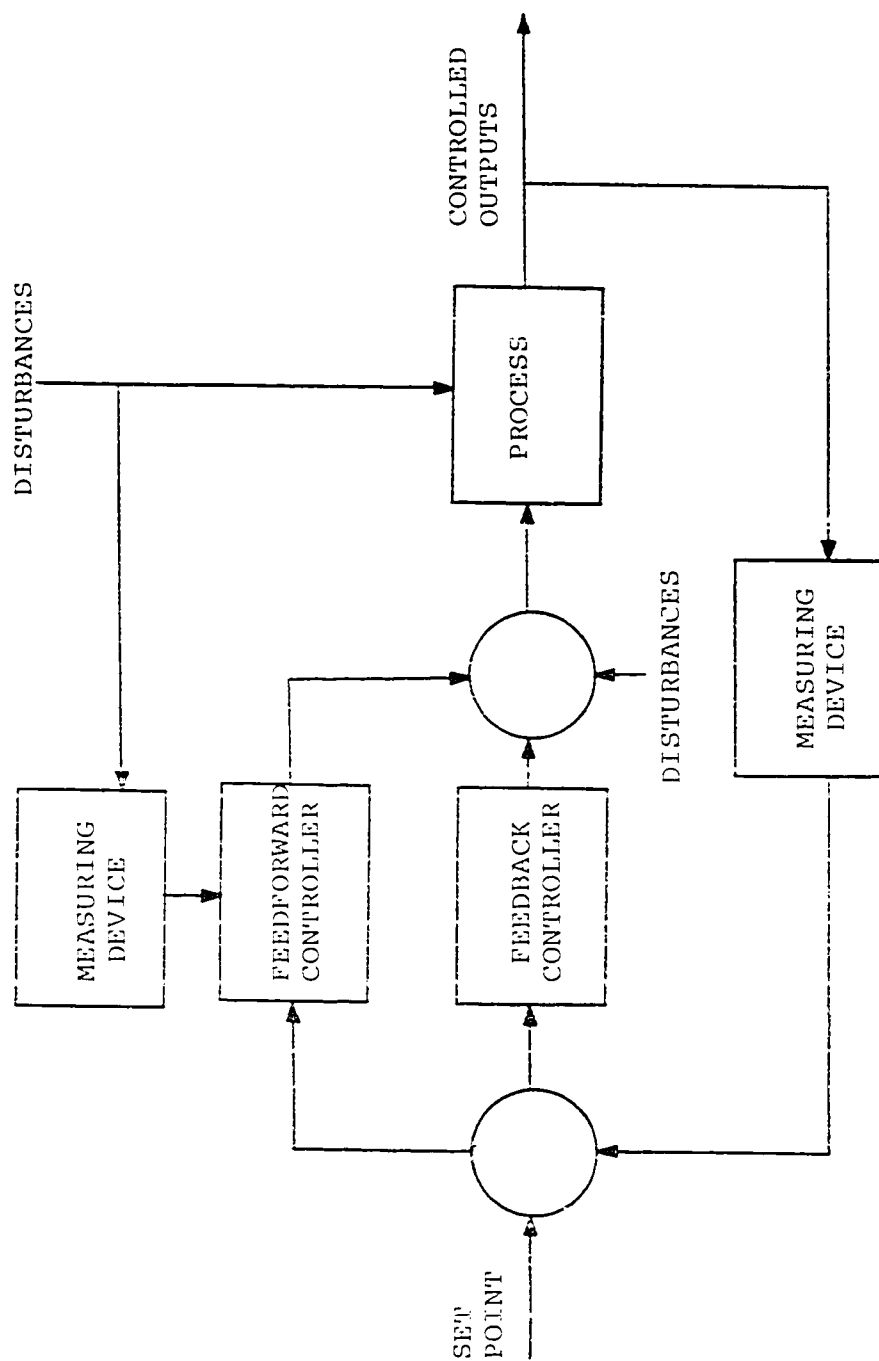 DISTURBANCES
MEASURING
DEVICE
FEEDFORWARD
CONTROLLER
SET
POINT
FEEDBACK
CONTROLLER
PROCESS
CONTROLLED
OUTPUTS
DISTURBANCES
MEASURING
DEVICE